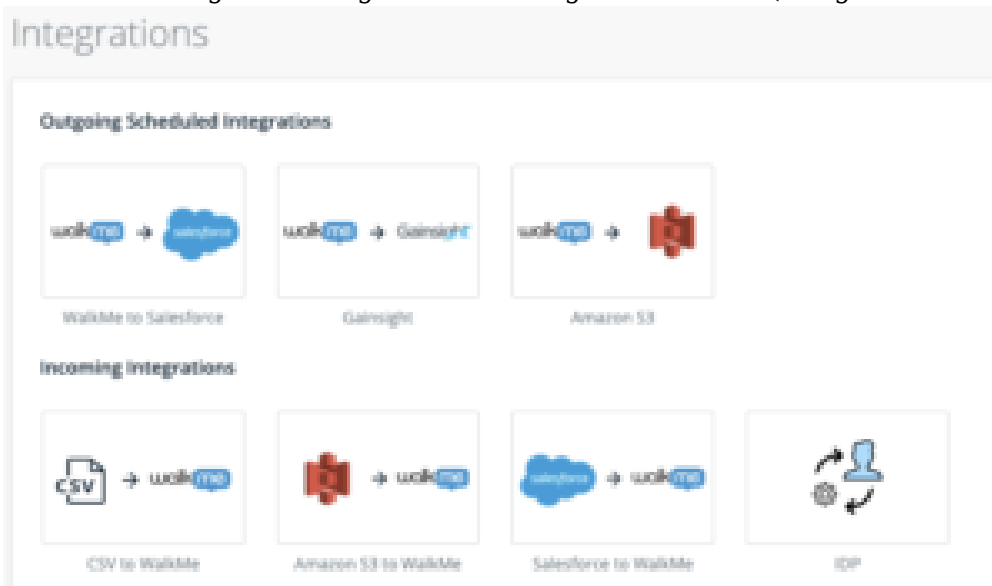 Integrations
Outgoing Scheduled Integrations
walkme → salesforce
walkme → Gainsight
walkme →
WalkMe to Salesforce
Gainsight
Amazon S3
Incoming Integrations
CSV → walkme
→ walkme
salesforce → walkme
CSV to WalkMe
Amazon S3 to WalkMe
Salesforce to WalkMe
IDP